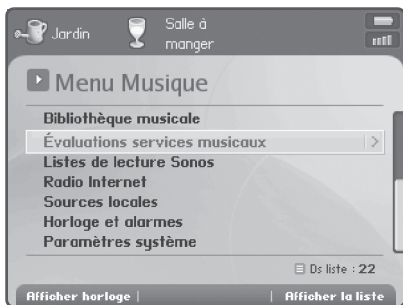 Jardin
Salle à
manger
Menu Musique
Bibliothèque musicale
Évaluations services musicaux
Listes de lecture Sonos
Radio Internet
Sources locales
Horloge et alarmes
Paramètres système
Ds liste : 22
Afficher horloge | | Afficher la liste